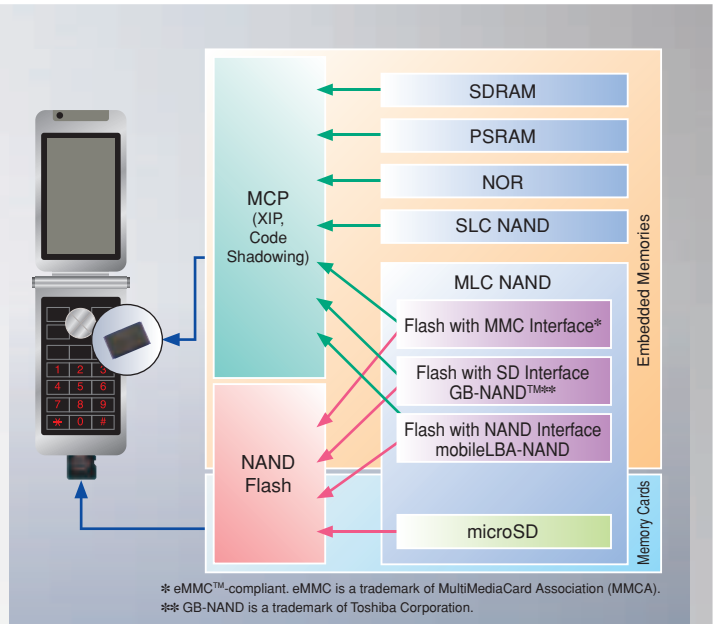 SDRAM
PSRAM
NOR
SLC NAND
MCP
(XIP,
Code
Shadowing)
MLC NAND
Flash with MMC Interface*
Flash with SD Interface
GB-NAND™**
Flash with NAND Interface
mobileLBA-NAND
NAND
Flash
microSD
Embedded Memories
Memory Cards
1 2 3
4 5 6
7 8 9
* 0 #
* eMMC™-compliant. eMMC is a trademark of MultiMediaCard Association (MMCA).
** GB-NAND is a trademark of Toshiba Corporation.